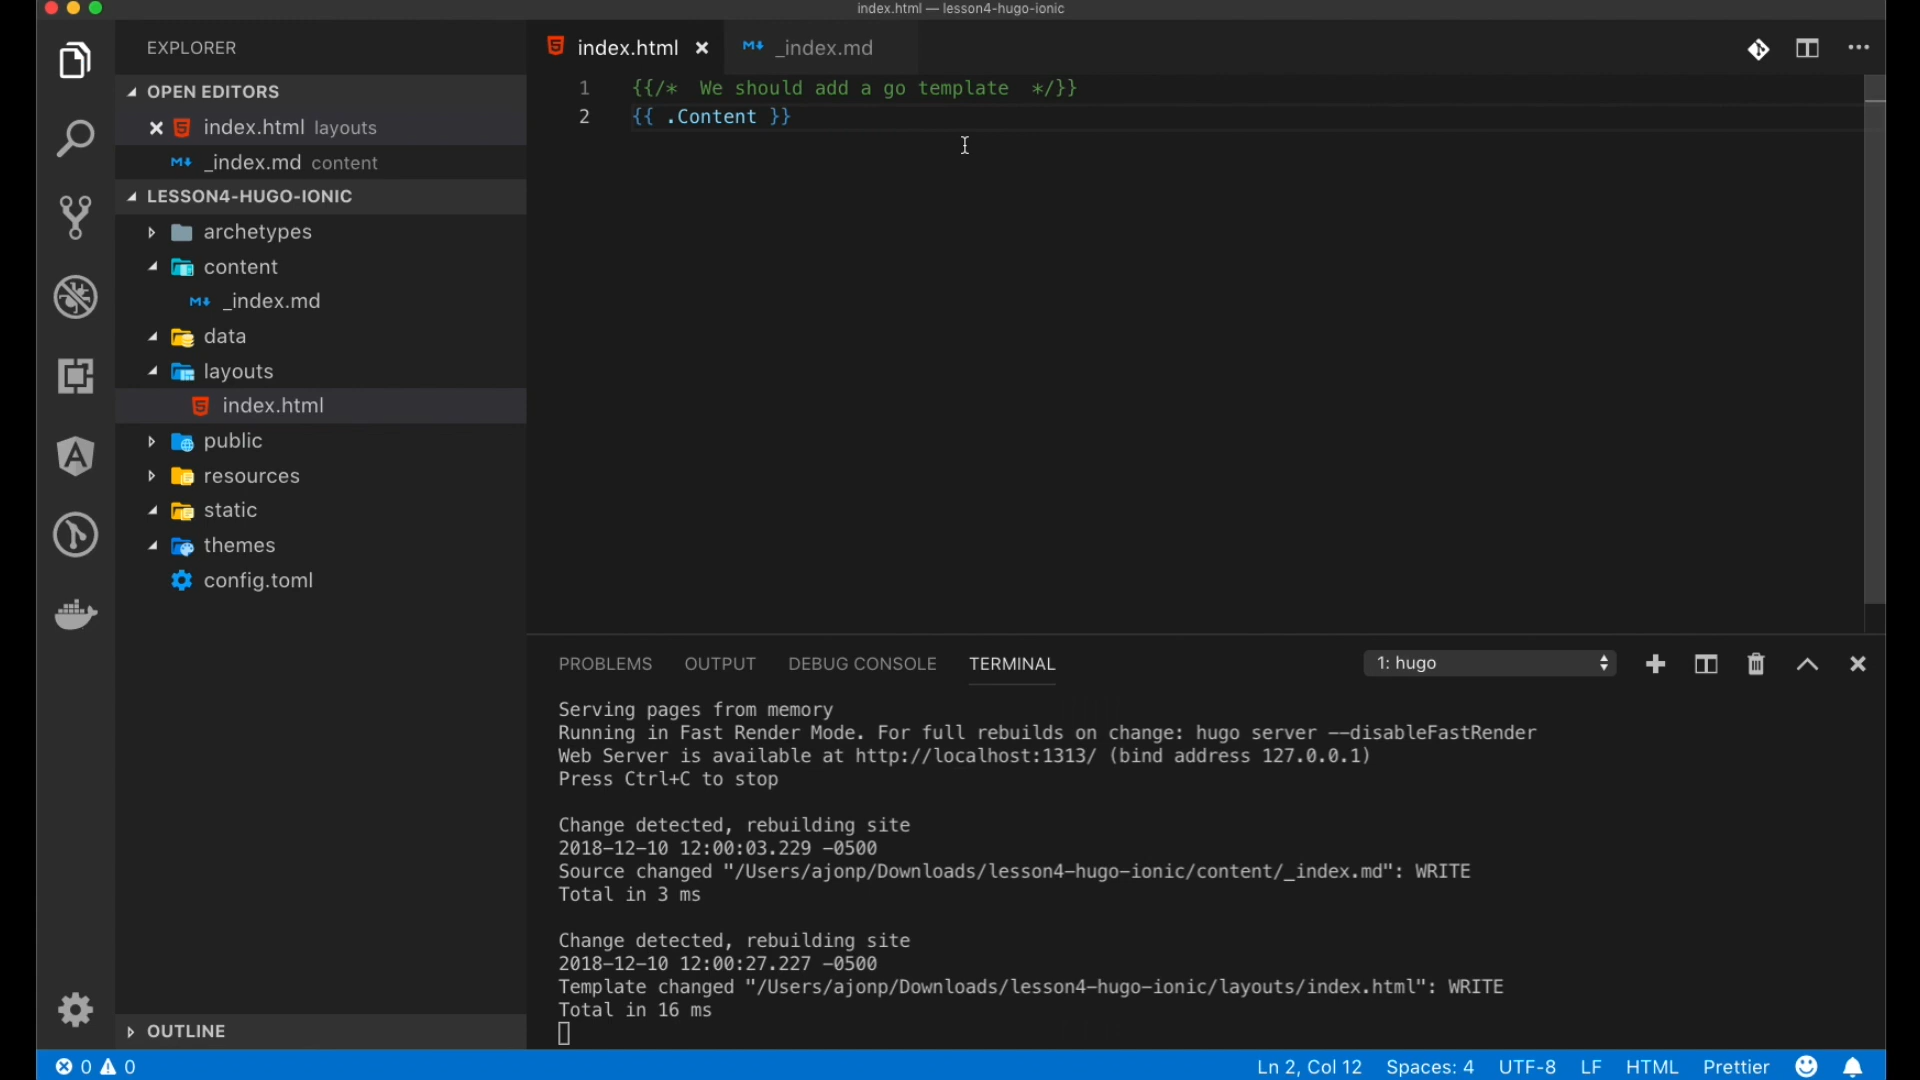 index.html — lesson4-hugo-ionic
EXPLORER
OPEN EDITORS
index.html layouts
_index.md content
LESSON4-HUGO-IONIC
archetypes
content
_index.md
data
layouts
index.html
public
resources
static
themes
config.toml
OUTLINE
index.html
_index.md
1 {{/*  We should add a go template  */}}
2 {{ .Content }}
PROBLEMS OUTPUT DEBUG CONSOLE TERMINAL 1: hugo
Serving pages from memory
Running in Fast Render Mode. For full rebuilds on change: hugo server --disableFastRender
Web Server is available at http://localhost:1313/ (bind address 127.0.0.1)
Press Ctrl+C to stop
Change detected, rebuilding site
2018-12-10 12:00:03.229 -0500
Source changed "/Users/ajonp/Downloads/lesson4-hugo-ionic/content/_index.md": WRITE
Total in 3 ms
Change detected, rebuilding site
2018-12-10 12:00:27.227 -0500
Template changed "/Users/ajonp/Downloads/lesson4-hugo-ionic/layouts/index.html": WRITE
Total in 16 ms
0 0 Ln 2, Col 12 Spaces: 4 UTF-8 LF HTML Prettier